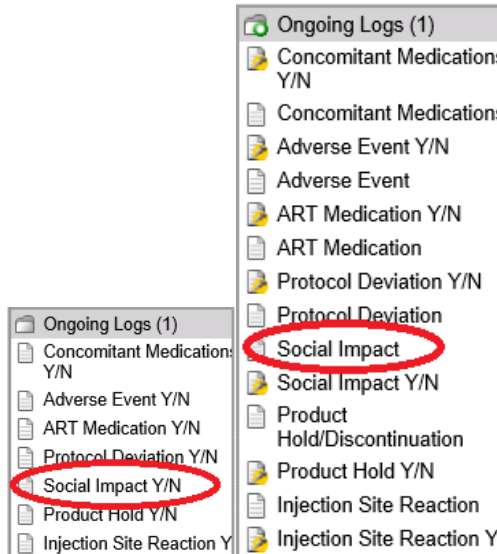 Ongoing Logs (1)
Concomitant Medications
Y/N
Adverse Event Y/N
ART Medication Y/N
Protocol Deviation Y/N
Social Impact Y/N
Product Hold Y/N
Injection Site Reaction Y
Ongoing Logs (1)
Concomitant Medications
Y/N
Concomitant Medications
Adverse Event Y/N
Adverse Event
ART Medication Y/N
ART Medication
Protocol Deviation Y/N
Protocol Deviation
Social Impact
Social Impact Y/N
Product
Hold/Discontinuation
Product Hold Y/N
Injection Site Reaction
Injection Site Reaction Y